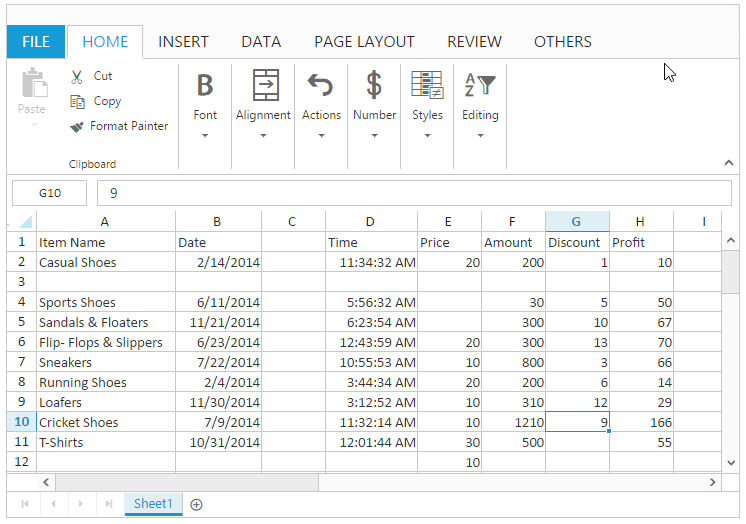 FILE HOME INSERT DATA PAGE LAYOUT REVIEW OTHERS
Paste
Cut
Copy
Format Painter
Clipboard
Font
Alignment
Actions
Number
Styles
Editing
G10 9
A B C D E F G H I
1 Item Name Date Time Price Amount Discount Profit
2 Casual Shoes 2/14/2014 11:34:32 AM 20 200 1 10
3
4 Sports Shoes 6/11/2014 5:56:32 AM 30 5 50
5 Sandals & Floaters 11/21/2014 6:23:54 AM 300 10 67
6 Flip- Flops & Slippers 6/23/2014 12:43:59 AM 20 300 13 70
7 Sneakers 7/22/2014 10:55:53 AM 10 800 3 66
8 Running Shoes 2/4/2014 3:44:34 AM 20 200 6 14
9 Loafers 11/30/2014 3:12:52 AM 10 310 12 29
10 Cricket Shoes 7/9/2014 11:32:14 AM 10 1210 9 166
11 T-Shirts 10/31/2014 12:01:44 AM 30 500 55
12 10
Sheet1